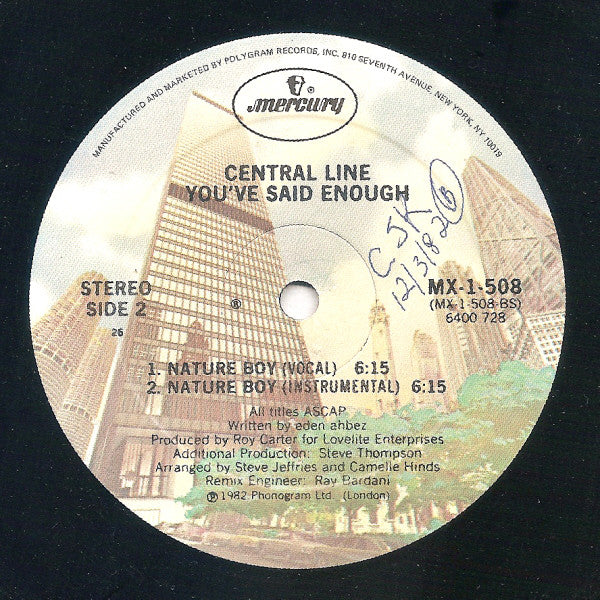 MANUFACTURED AND MARKETED BY POLYGRAM RECORDS, INC. 810 SEVENTH AVENUE, NEW YORK, NY 10019
mercury ®
CENTRAL LINE
YOU'VE SAID ENOUGH
CJK
12/3/82 B
STEREO
SIDE 2
26
℗
MX-1-508
(MX-1-508-BS)
6400 728
1. NATURE BOY (VOCAL) 6:15
2. NATURE BOY (INSTRUMENTAL) 6:15
All titles ASCAP
Written by eden ahbez
Produced by Roy Carter for Lovelite Enterprises
Additional Production: Steve Thompson
Arranged by Steve Jeffries and Camelle Hinds
Remix Engineer: Ray Bardani
℗ 1982 Phonogram Ltd. (London)